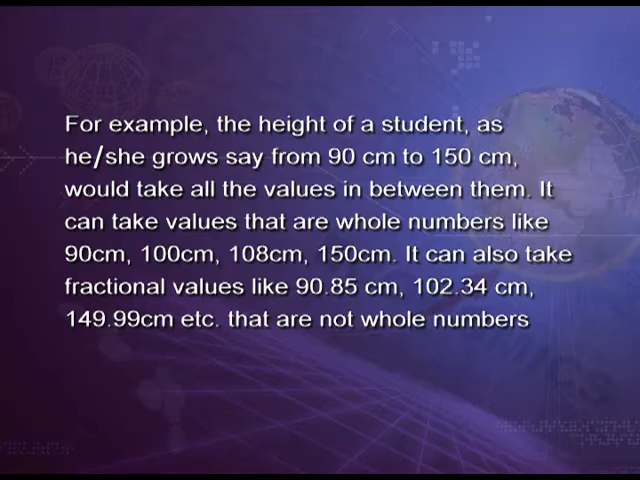 For example, the height of a student, as
he/she grows say from 90 cm to 150 cm,
would take all the values in between them. It
can take values that are whole numbers like
90cm, 100cm, 108cm, 150cm. It can also take
fractional values like 90.85 cm, 102.34 cm,
149.99cm etc. that are not whole numbers